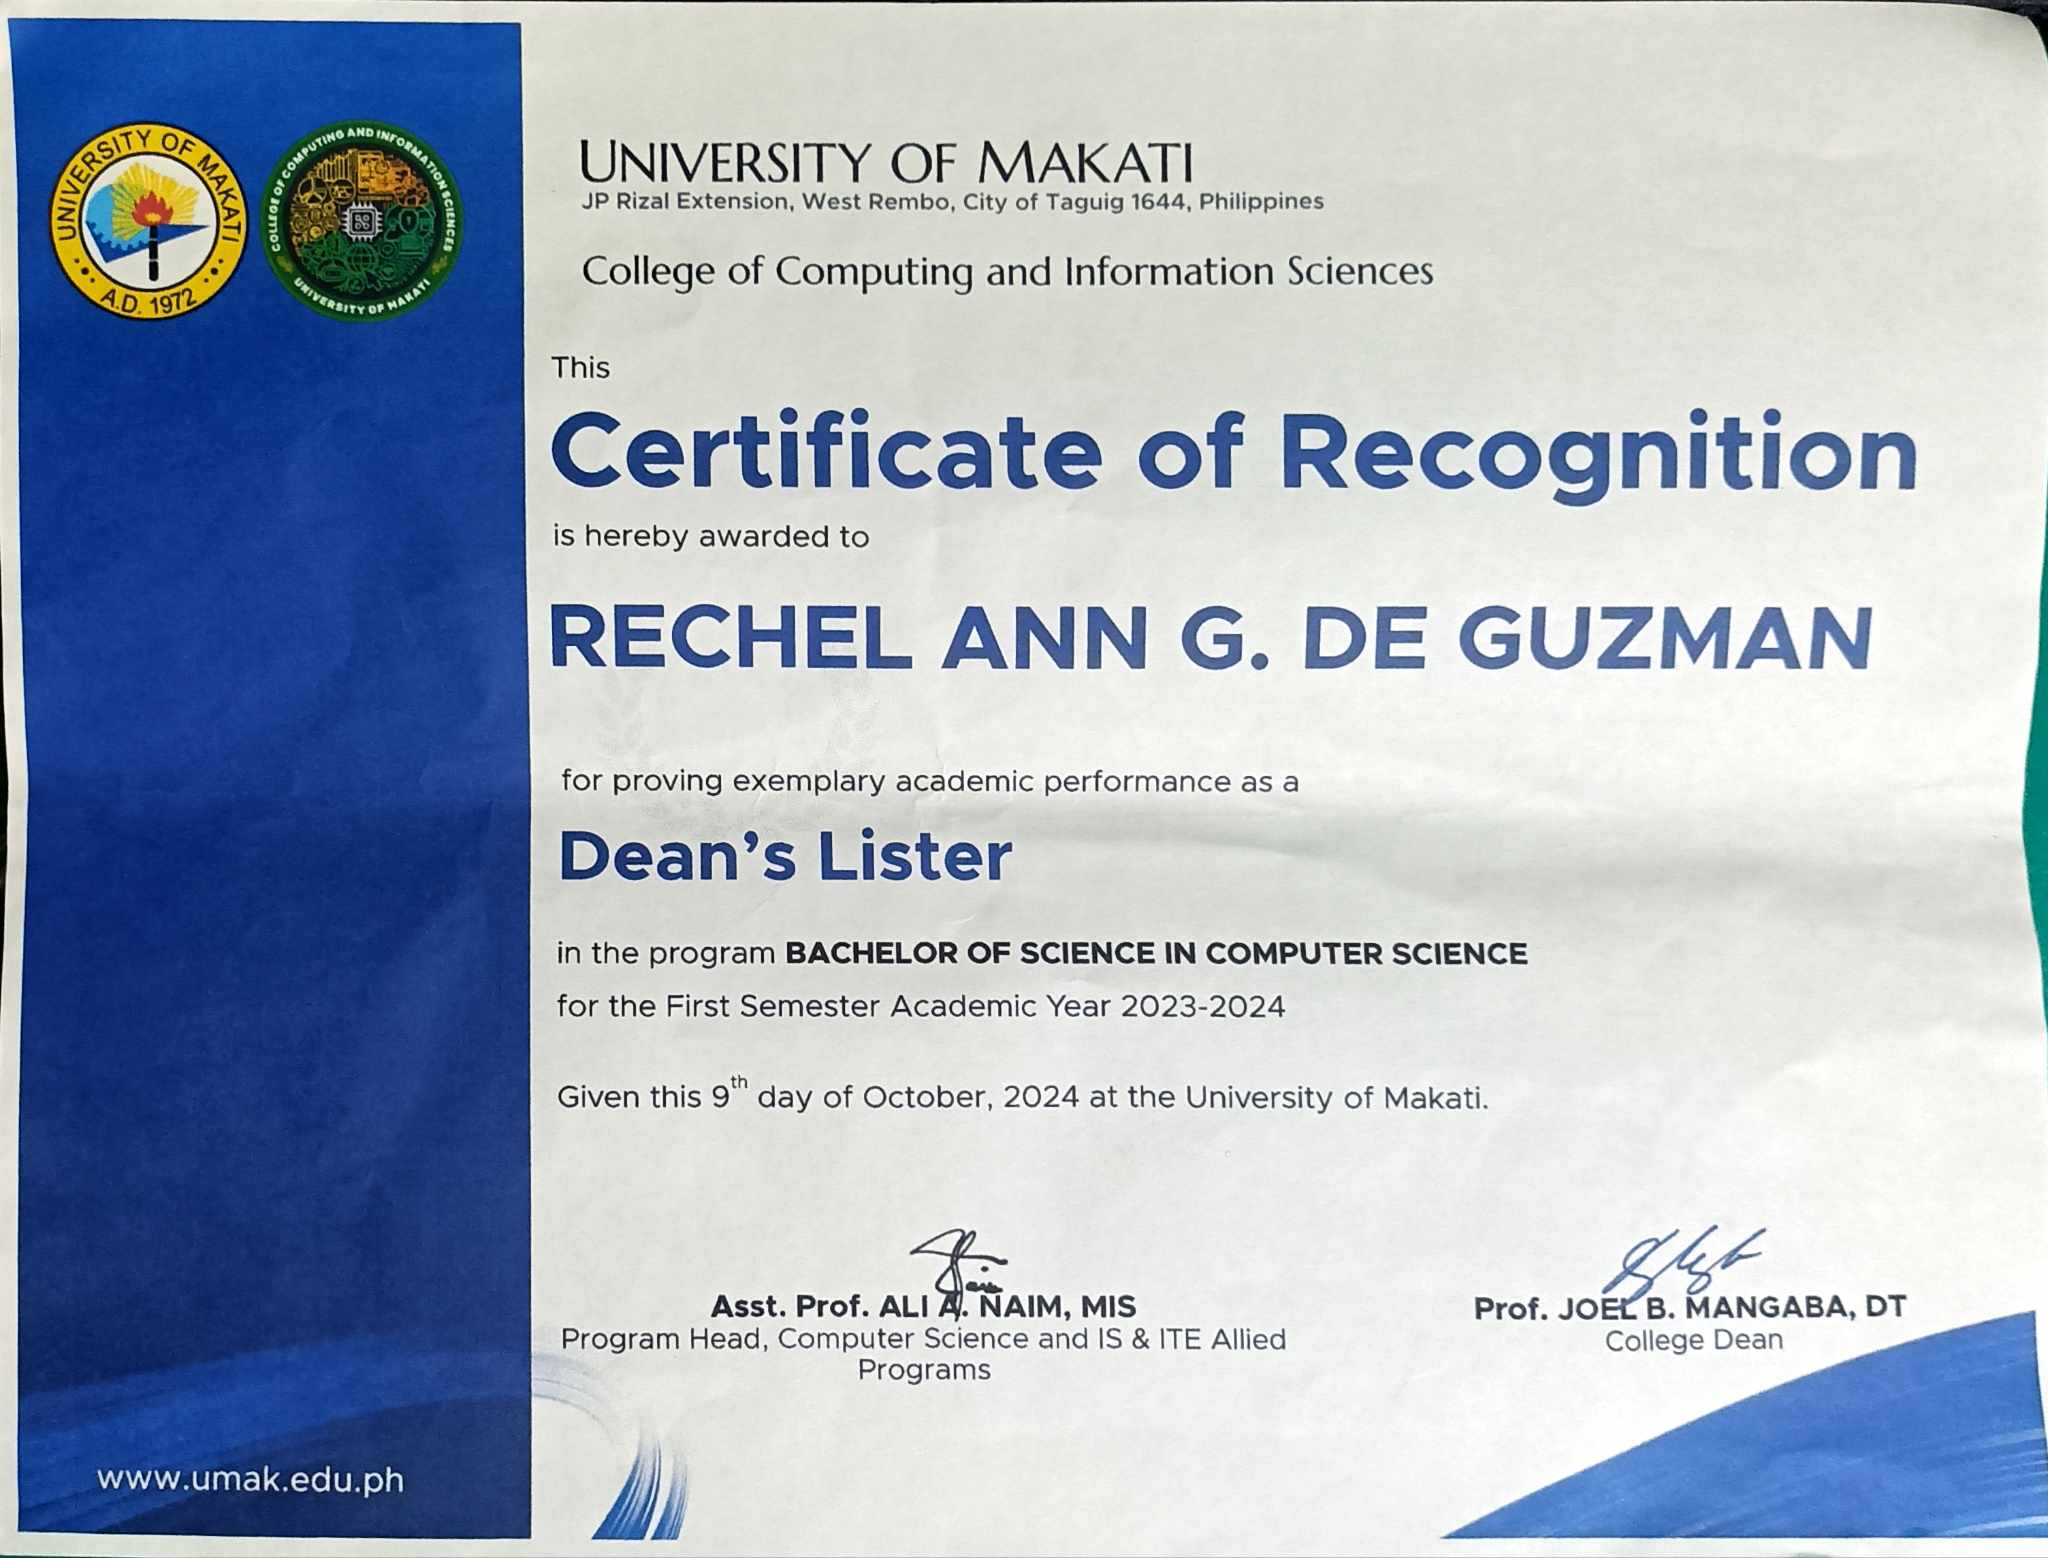 UNIVERSITY OF MAKATI
A.D. 1972
COLLEGE OF COMPUTING AND INFORMATION SCIENCES
UNIVERSITY OF MAKATI
UNIVERSITY OF MAKATI
JP Rizal Extension, West Rembo, City of Taguig 1644, Philippines
College of Computing and Information Sciences
This
Certificate of Recognition
is hereby awarded to
RECHEL ANN G. DE GUZMAN
for proving exemplary academic performance as a
Dean's Lister
in the program BACHELOR OF SCIENCE IN COMPUTER SCIENCE
for the First Semester Academic Year 2023-2024
Given this 9th day of October, 2024 at the University of Makati.
Asst. Prof. ALI A. NAIM, MIS
Program Head, Computer Science and IS & ITE Allied
Programs
Prof. JOEL B. MANGABA, DT
College Dean
www.umak.edu.ph